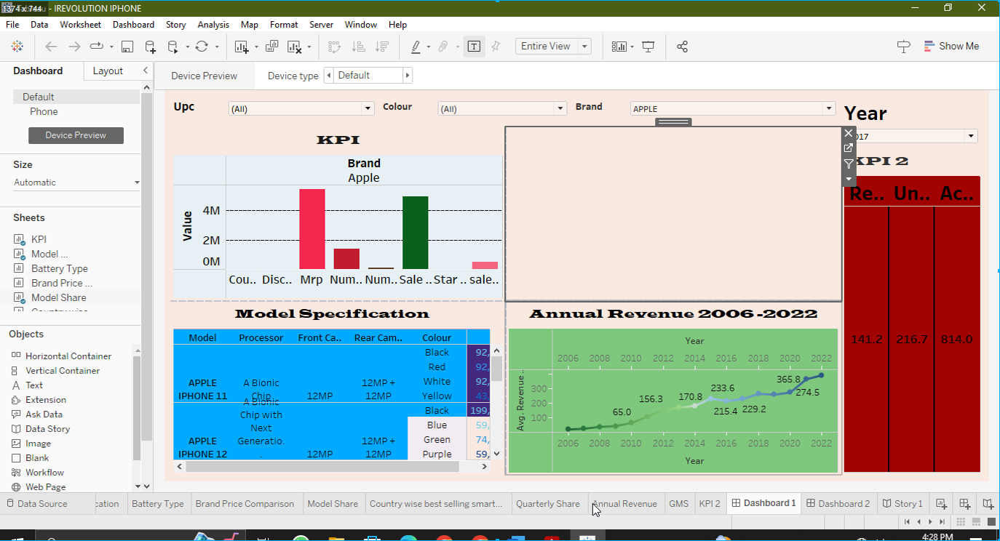 1374 x 744 - IREVOLUTION IPHONE
File Data Worksheet Dashboard Story Analysis Map Format Server Window Help
Entire View
Show Me
Dashboard Layout
Device Preview Device type Default
Default
Phone
Device Preview
Size
Automatic
Sheets
KPI
Model ...
Battery Type
Brand Price ...
Model Share
Objects
Horizontal Container
Vertical Container
Text
Extension
Ask Data
Data Story
Image
Blank
Workflow
Web Page
Upc (All) Colour (All) Brand APPLE
Year
017
KPI
Brand
Apple
Value
4M
2M
0M
Cou.. Disc.. Mrp Num.. Num.. Sale .. Star .. sale..
KPI 2
Re.. Un.. Ac..
141.2 216.7 814.0
Model Specification
Model Processor Front Ca.. Rear Cam.. Colour
Black 92,
Red 92,
APPLE A Bionic 12MP + White 92,
IPHONE 11 Chip 12MP 12MP Yellow 43,
A Bionic
Chip with Black 199,
Next Blue 59,
APPLE Generatio. 12MP + Green 74,
IPHONE 12 . 12MP 12MP Purple 59,
Annual Revenue 2006 -2022
Year
2006 2008 2010 2012 2014 2016 2018 2020 2022
Avg. Revenue..
300
200
100
65.0 156.3 170.8 233.6 215.4 229.2 365.8 274.5
2006 2008 2010 2012 2014 2016 2018 2020 2022
Year
Data Source cation Battery Type Brand Price Comparison Model Share Country wise best selling smart... Quarterly Share Annual Revenue GMS KPI 2 Dashboard 1 Dashboard 2 Story 1
4:28 PM